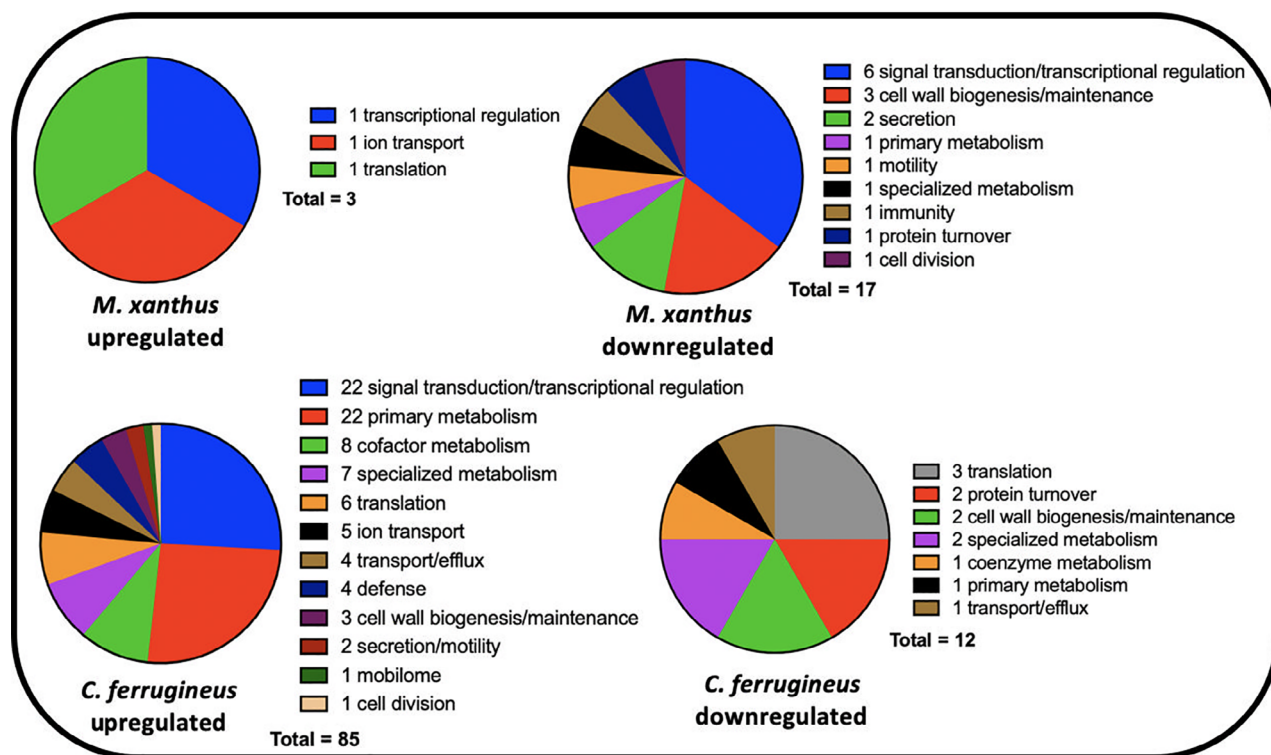 1 transcriptional regulation
1 ion transport
1 translation
Total = 3
M. xanthus
upregulated
6 signal transduction/transcriptional regulation
3 cell wall biogenesis/maintenance
2 secretion
1 primary metabolism
1 motility
1 specialized metabolism
1 immunity
1 protein turnover
1 cell division
Total = 17
M. xanthus
downregulated
22 signal transduction/transcriptional regulation
22 primary metabolism
8 cofactor metabolism
7 specialized metabolism
6 translation
5 ion transport
4 transport/efflux
4 defense
3 cell wall biogenesis/maintenance
2 secretion/motility
1 mobilome
1 cell division
Total = 85
C. ferrugineus
upregulated
3 translation
2 protein turnover
2 cell wall biogenesis/maintenance
2 specialized metabolism
1 coenzyme metabolism
1 primary metabolism
1 transport/efflux
Total = 12
C. ferrugineus
downregulated